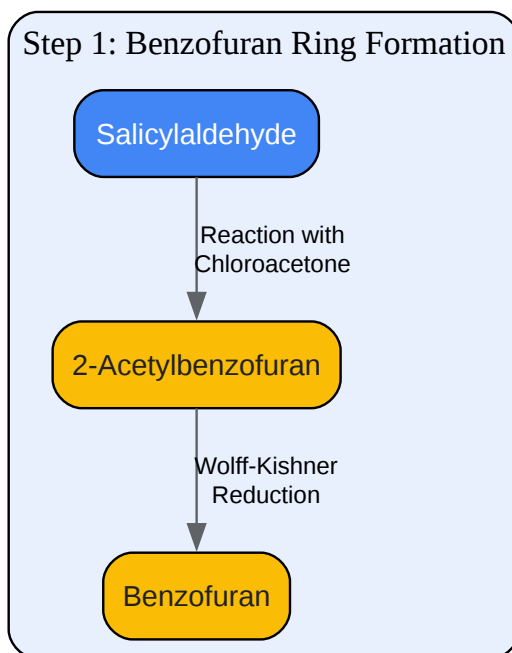 Step 1: Benzofuran Ring Formation
Salicylaldehyde
Reaction with
Chloroacetone
2-Acetylbenzofuran
Wolff-Kishner
Reduction
Benzofuran